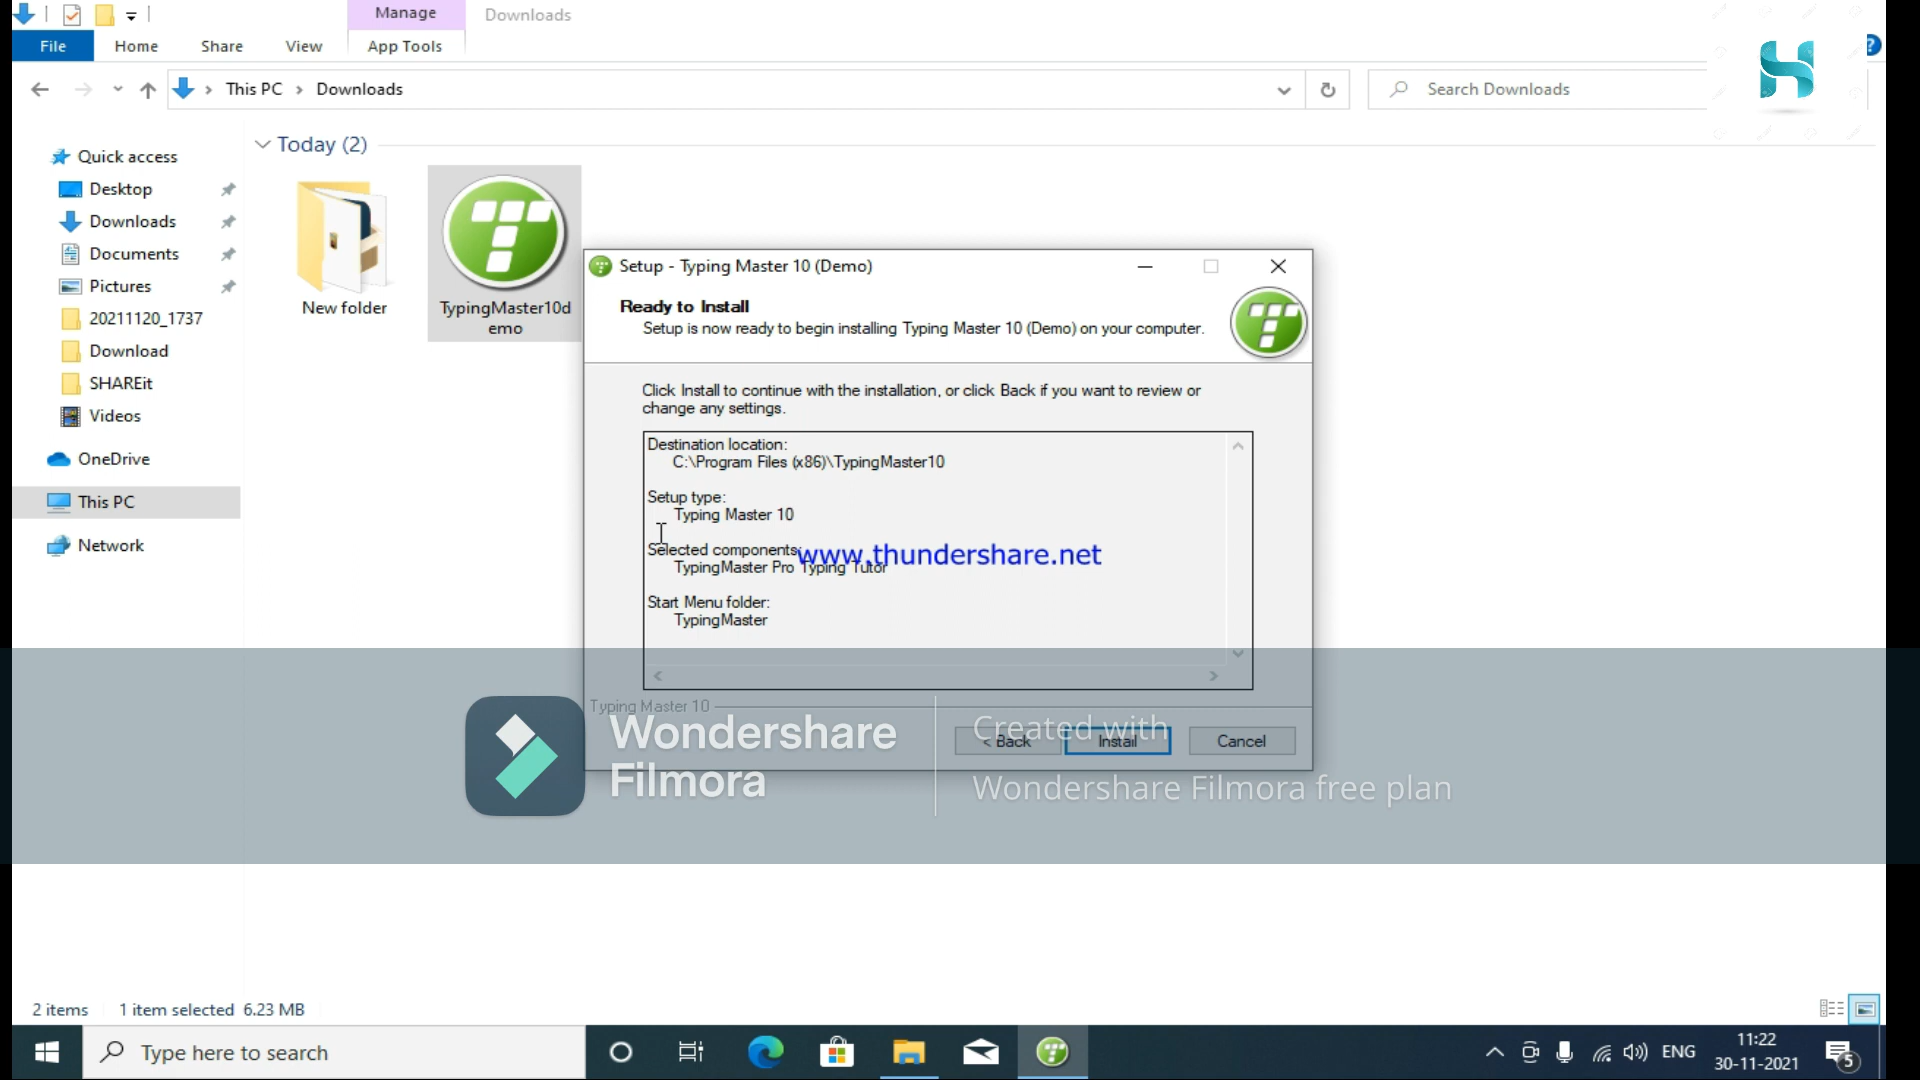 Manage
Downloads
File
Home
Share
View
App Tools
This PC
Downloads
Search Downloads
?
Quick access
Desktop
Downloads
Documents
Pictures
20211120_1737
Download
SHAREit
Videos
OneDrive
This PC
Network
Today (2)
New folder
TypingMaster10d
emo
Setup - Typing Master 10 (Demo)
Ready to Install
Setup is now ready to begin installing Typing Master 10 (Demo) on your computer.
Click Install to continue with the installation, or click Back if you want to review or
change any settings.
Destination location:
C:\Program Files (x86)\TypingMaster10
Setup type:
Typing Master 10
Selected components:
www.thundershare.net
TypingMaster Pro Typing Tutor
Start Menu folder:
TypingMaster
Typing Master 10
< Back
Install
Cancel
Wondershare
Filmora
Created with
Wondershare Filmora free plan
2 items
1 item selected 6.23 MB
Type here to search
ENG
11:22
30-11-2021
5